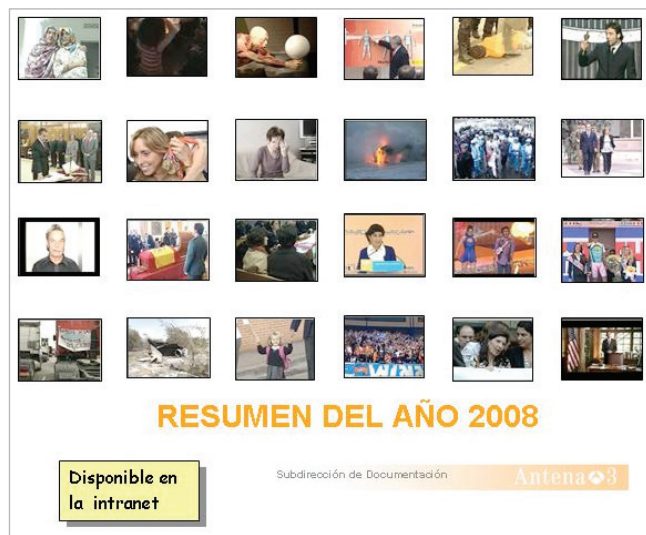 RESUMEN DEL AÑO 2008
Disponible en
la intranet
Subdirección de Documentación
Antena 3